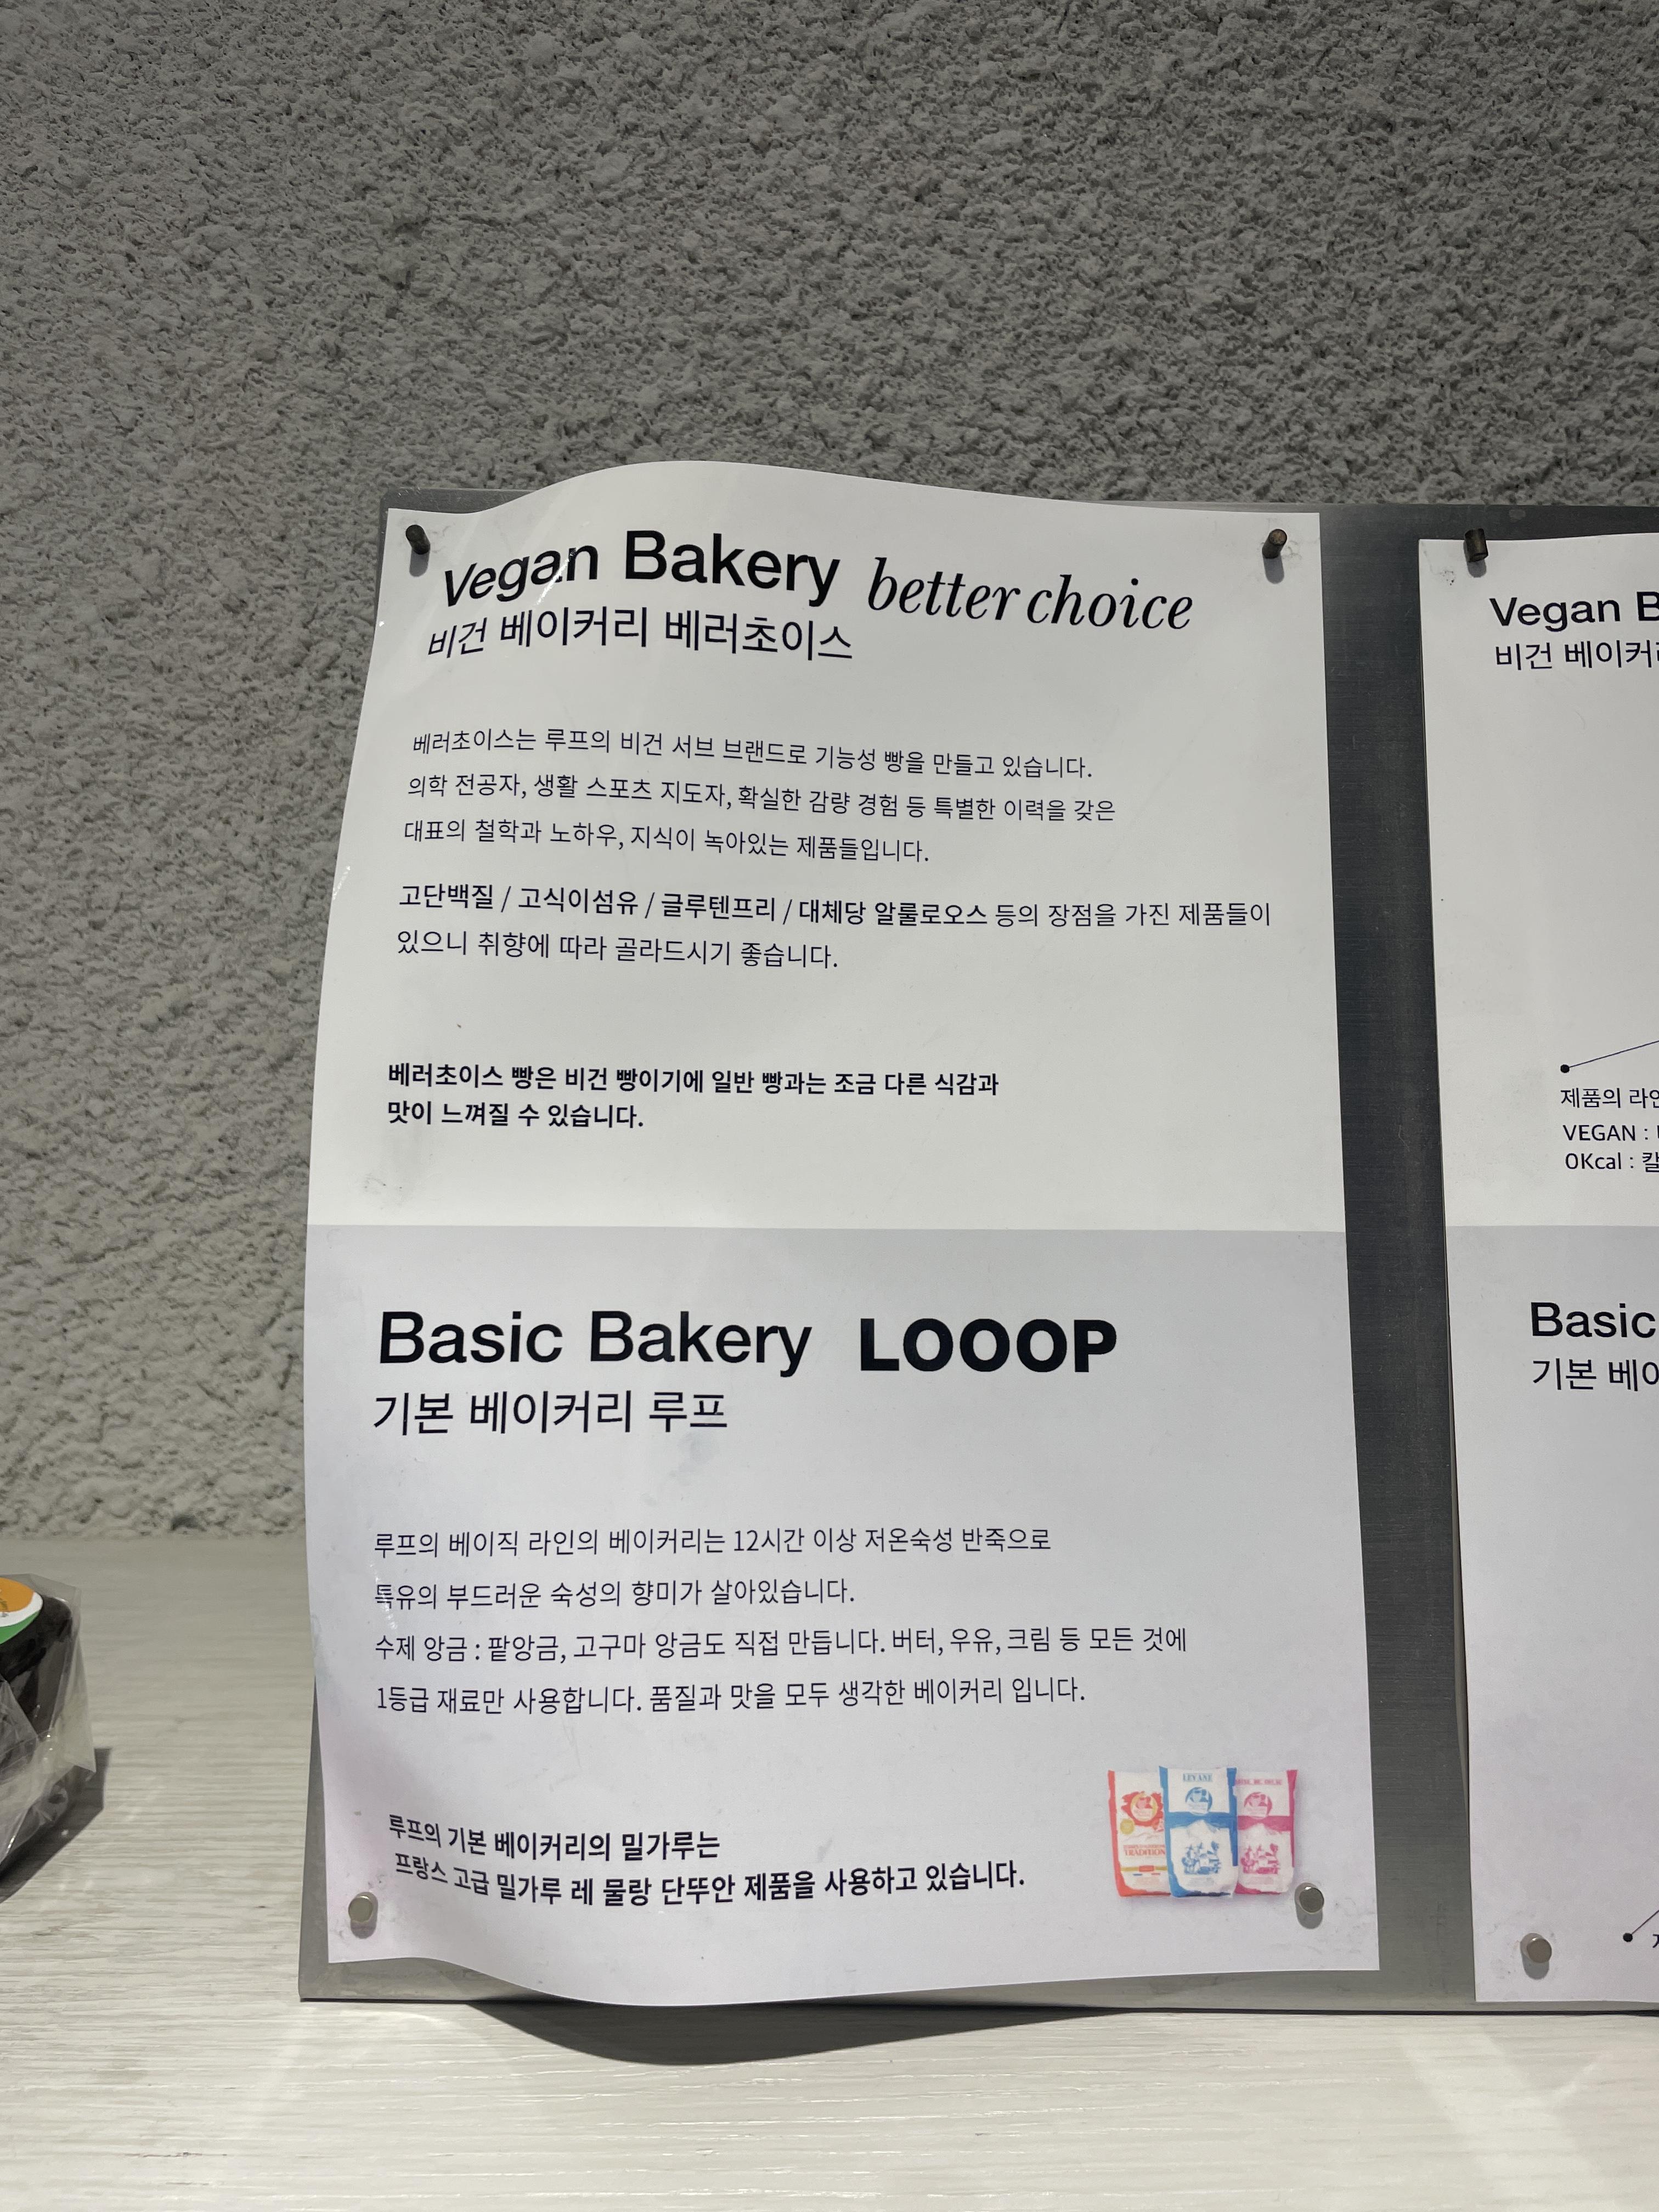 Vegan Bakery better choice
비건 베이커리 베러초이스
베러초이스는 루프의 비건 서브 브랜드로 기능성 빵을 만들고 있습니다.
의학 전공자, 생활 스포츠 지도자, 확실한 감량 경험 등 특별한 이력을 갖은
대표의 철학과 노하우, 지식이 녹아있는 제품들입니다.
고단백질 / 고식이섬유 / 글루텐프리 / 대체당 알룰로오스 등의 장점을 가진 제품들이
있으니 취향에 따라 골라드시기 좋습니다.
베러초이스 빵은 비건 빵이기에 일반 빵과는 조금 다른 식감과
맛이 느껴질 수 있습니다.
Basic Bakery LOOOP
기본 베이커리 루프
루프의 베이직 라인의 베이커리는 12시간 이상 저온숙성 반죽으로
특유의 부드러운 숙성의 향미가 살아있습니다.
수제 앙금 : 팥앙금, 고구마 앙금도 직접 만듭니다. 버터, 우유, 크림 등 모든 것에
1등급 재료만 사용합니다. 품질과 맛을 모두 생각한 베이커리 입니다.
루프의 기본 베이커리의 밀가루는
프랑스 고급 밀가루 레 물랑 단뚜안 제품을 사용하고 있습니다.
TRADITION
Vegan B
비건 베이커
제품의 라인
VEGAN :
0Kcal : 칼
Basic
기본 베이